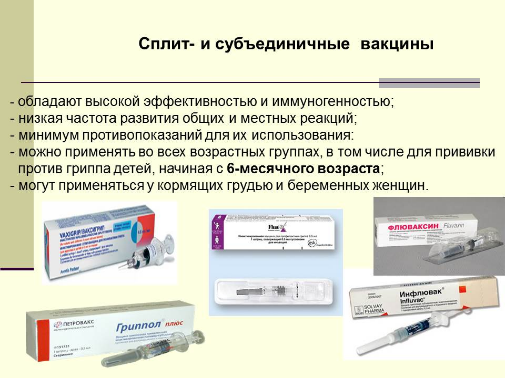 Сплит- и субъединичные вакцины
- обладают высокой эффективностью и иммуногенностью;
- низкая частота развития общих и местных реакций;
- минимум противопоказаний для их использования:
- можно применять во всех возрастных группах, в том числе для прививки
против гриппа детей, начиная с 6-месячного возраста;
- могут применяться у кормящих грудью и беременных женщин.
VAXIGRIP/ВАКСИГРИП
ФЛЮВАКСИН
Fluvaxin
ПЕТРОВАКС
Гриппол плюс
Инфлювак®
Influvac®
SOLVAY
PHARMA